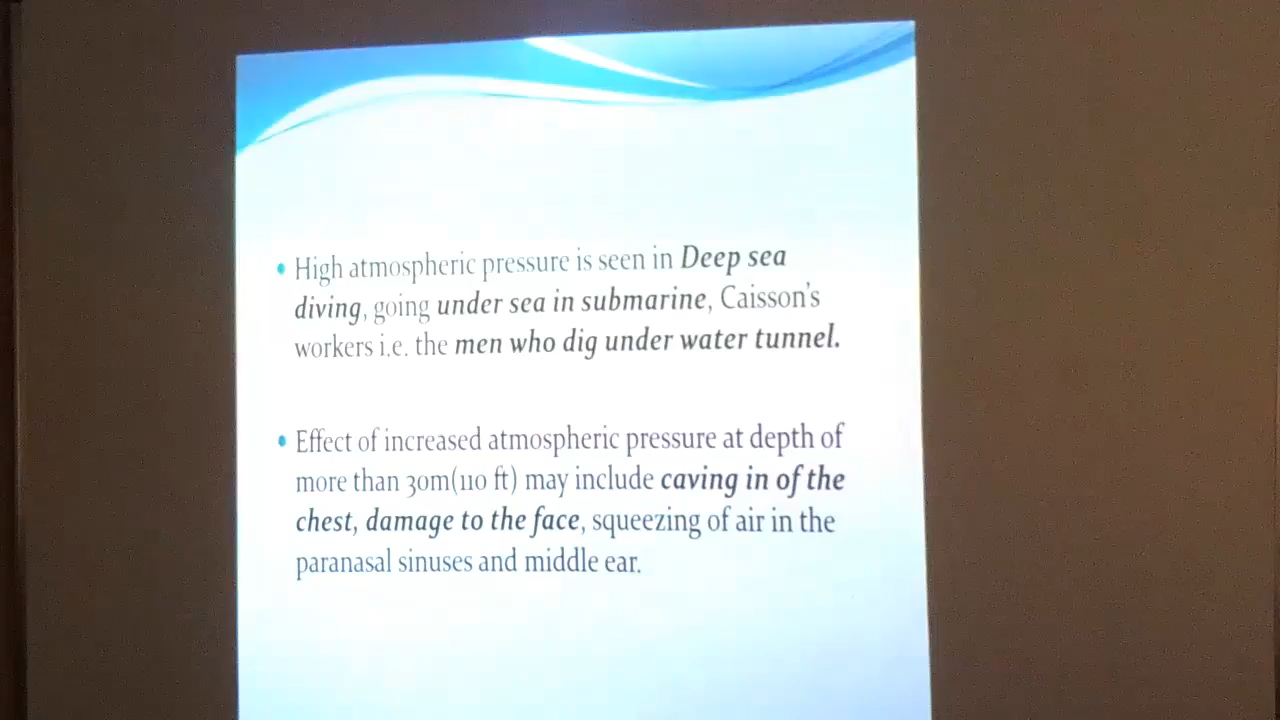 • High atmospheric pressure is seen in Deep sea
diving, going under sea in submarine, Caisson's
workers i.e. the men who dig under water tunnel.
• Effect of increased atmospheric pressure at depth of
more than 30m(110 ft) may include caving in of the
chest, damage to the face, squeezing of air in the
paranasal sinuses and middle ear.